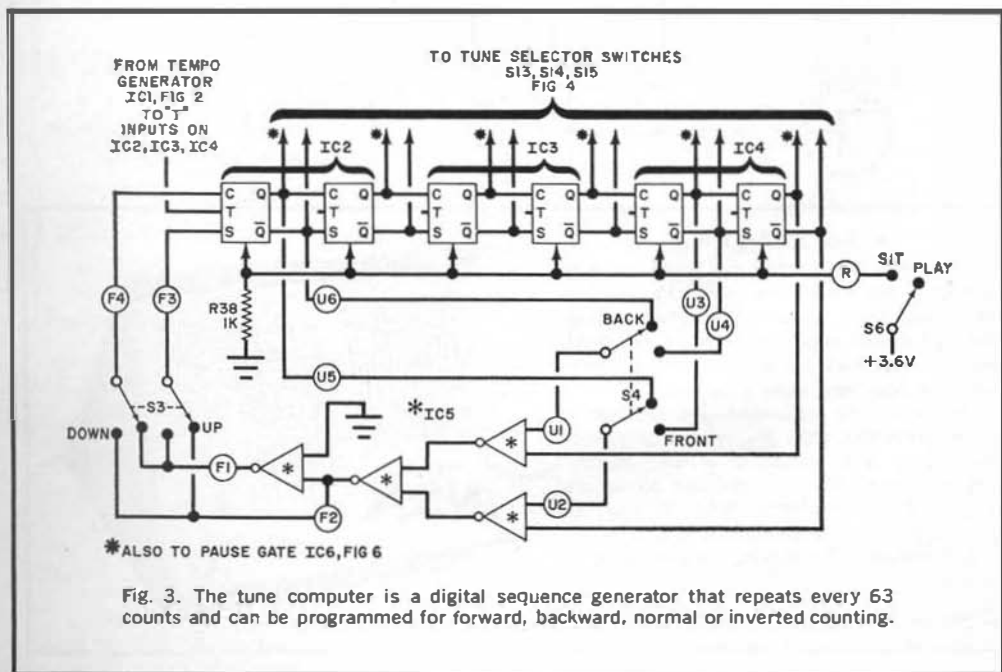 FROM TEMPO
GENERATOR
IC1, FIG 2
TO "T"
INPUTS ON
IC2, IC3, IC4
TO TUNE SELECTOR SWITCHES
S13, S14, S15
FIG 4
* * * * * *
IC2 IC3 IC4
C Q C Q C Q C Q C Q C Q
T T T T T T
S Q̅ S Q̅ S Q̅ S Q̅ S Q̅ S Q̅
R SIT
PLAY
S6
+3.6V
F4 F3
R38
1K
U6 U3 U4
BACK
U5 S4
*IC5
U1 FRONT
S3
DOWN UP
F1 * * *
F2 U2 *
*ALSO TO PAUSE GATE IC6, FIG 6
Fig. 3. The tune computer is a digital sequence generator that repeats every 63
counts and can be programmed for forward, backward, normal or inverted counting.